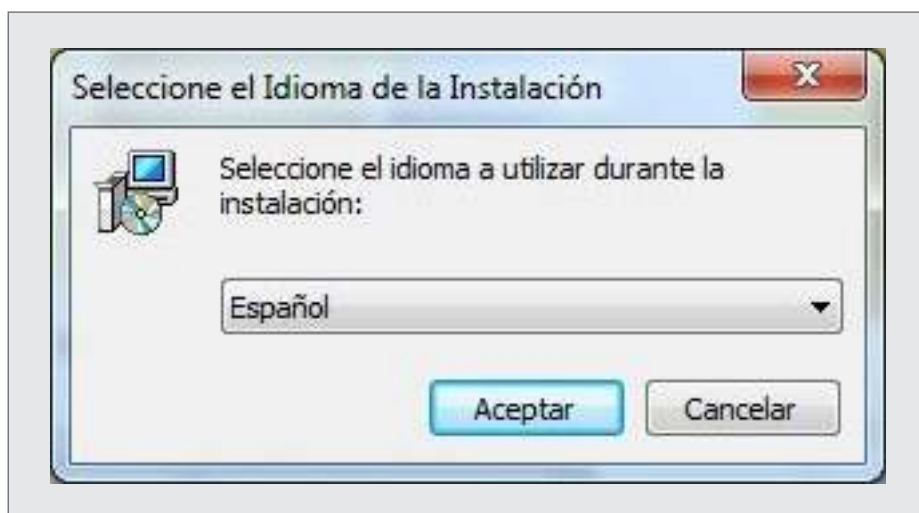 Seleccione el Idioma de la Instalación
Seleccione el idioma a utilizar durante la
instalación:
Español
Aceptar
Cancelar